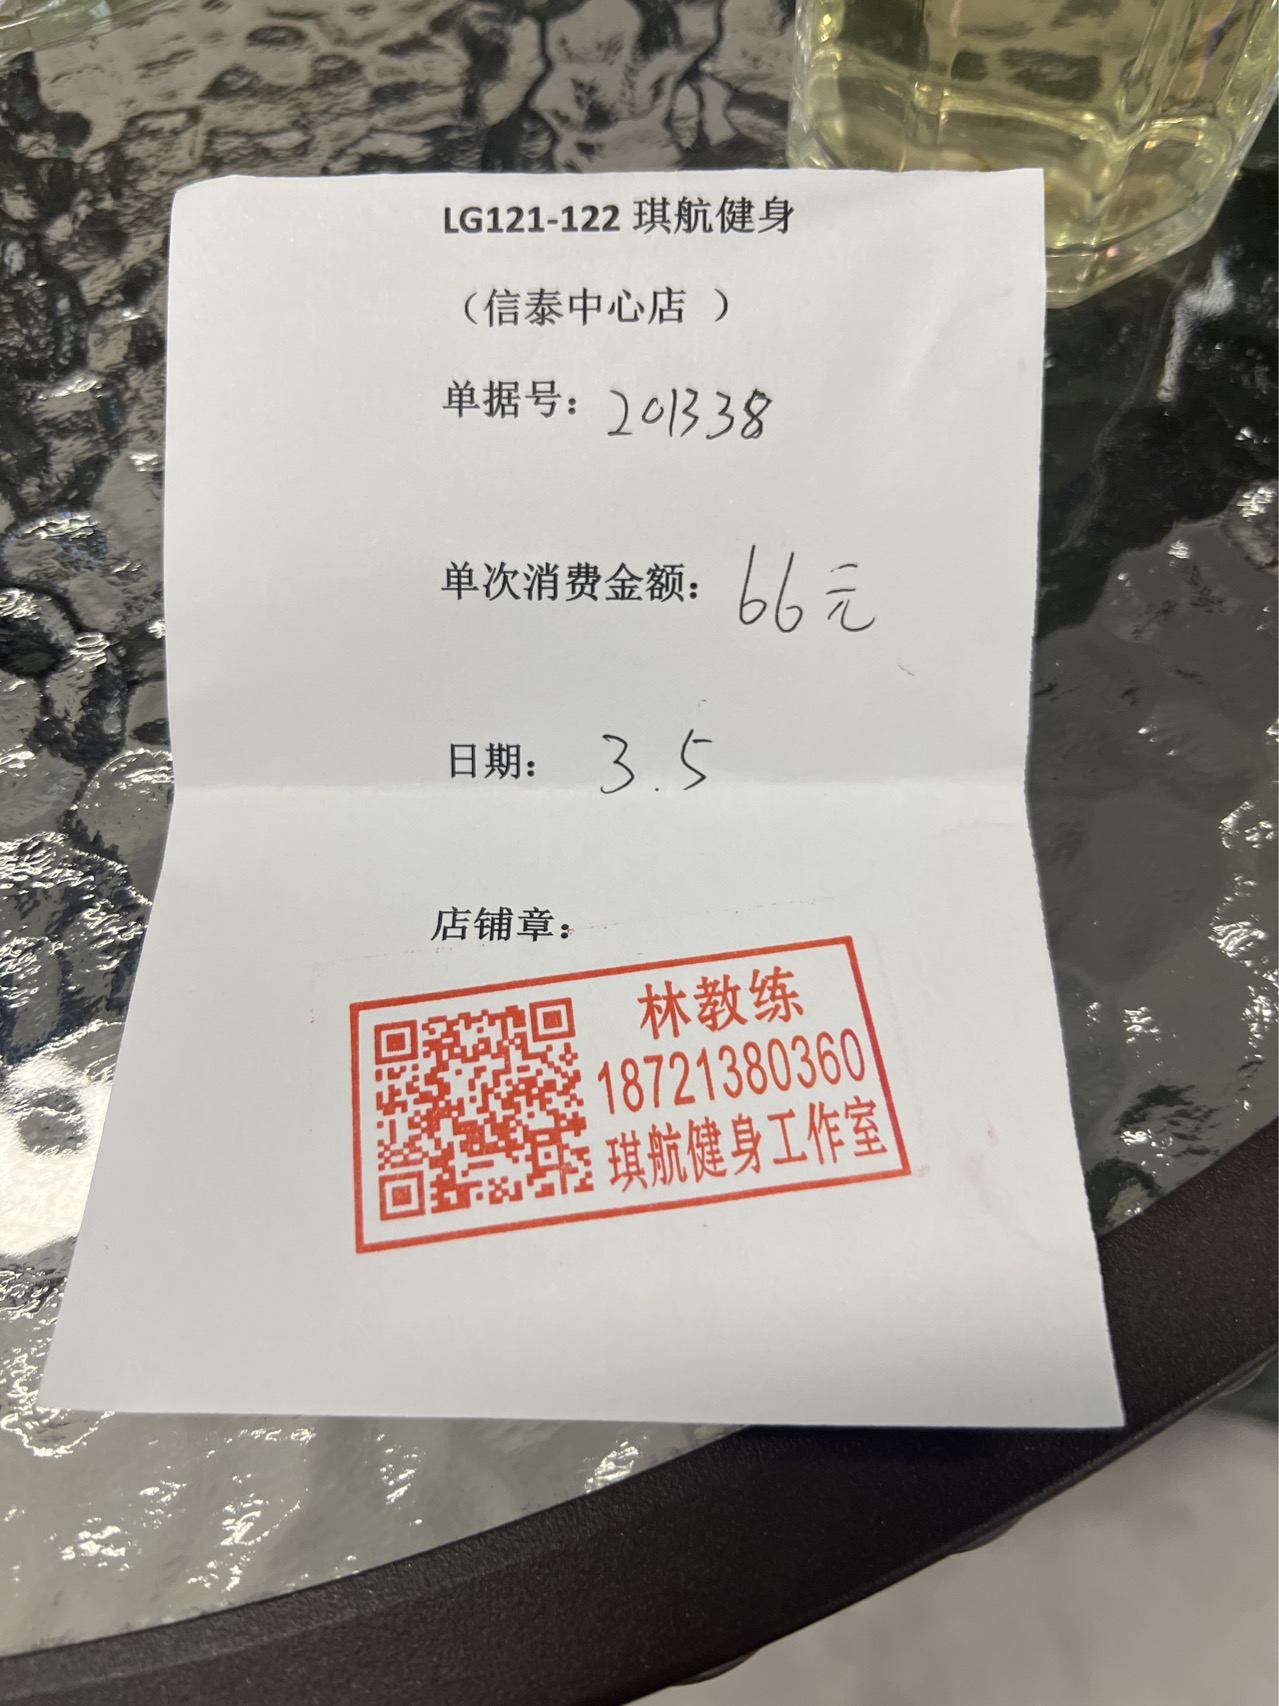 LG121-122 琪航健身
（信泰中心店 ）
单据号：201338
单次消费金额：66元
日期： 3.5
店铺章：
林教练
18721380360
琪航健身工作室